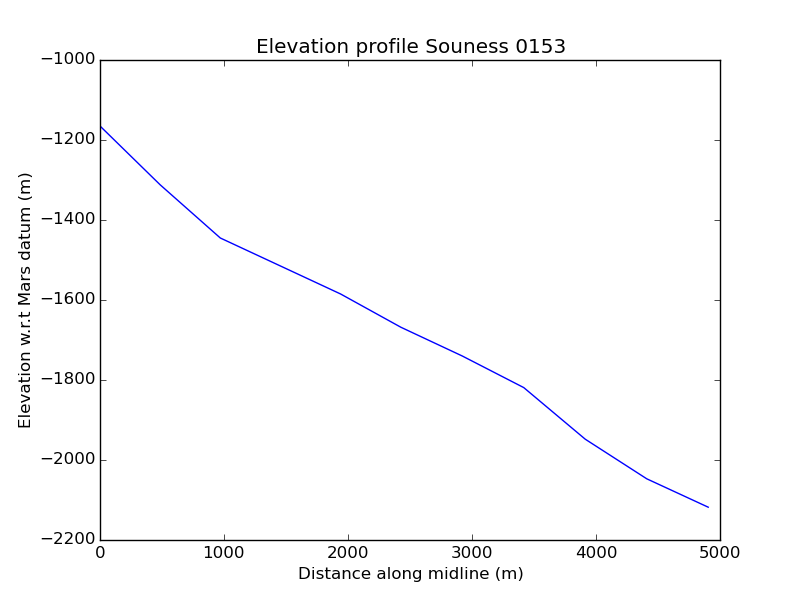 Elevation profile Souness 0153
−1000
−1200
−1400
−1600
−1800
−2000
−2200
Elevation w.r.t Mars datum (m)
0 1000 2000 3000 4000 5000
Distance along midline (m)